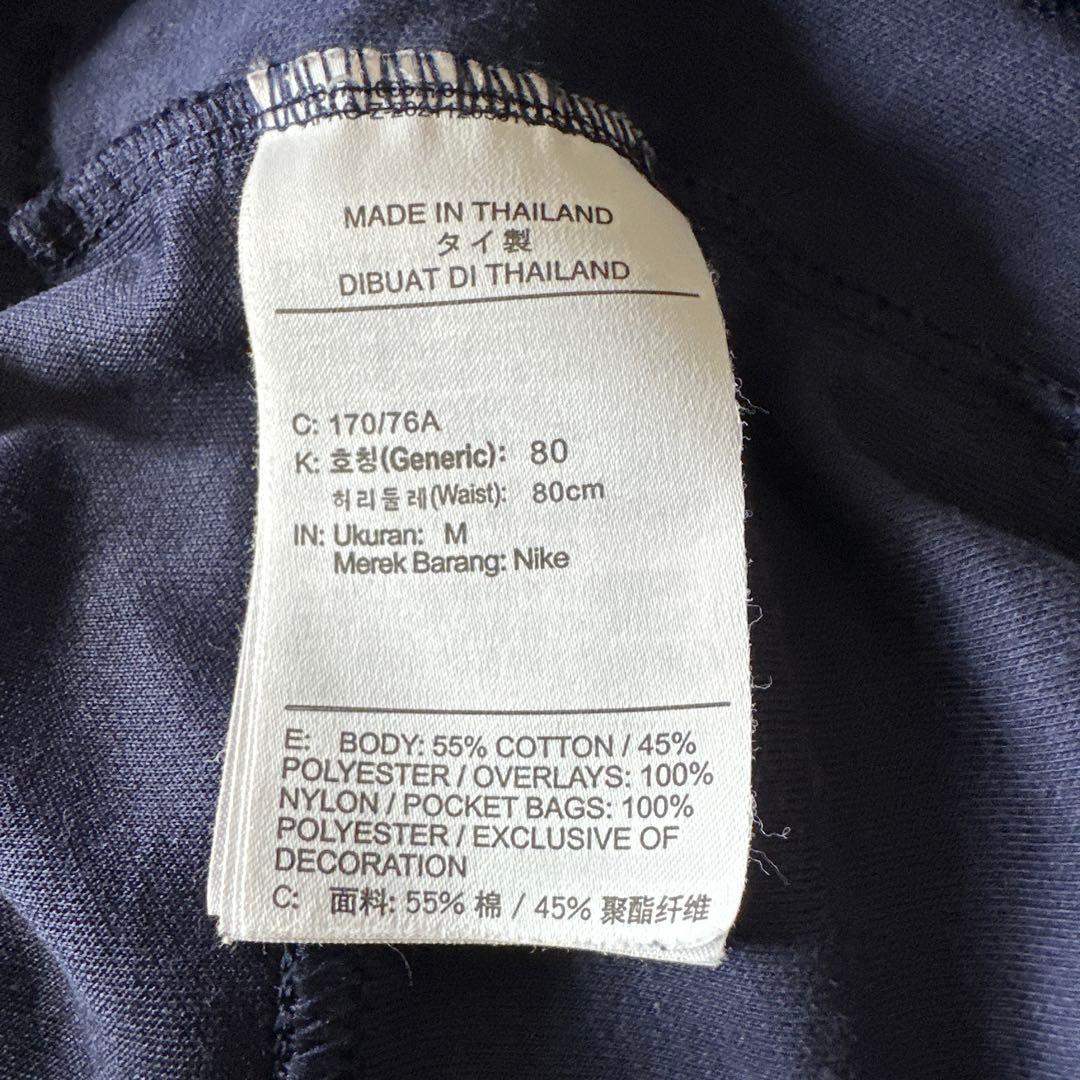 MADE IN THAILAND
タイ製
DIBUAT DI THAILAND
C: 170/76A
K: 호칭(Generic): 80
허리둘레(Waist): 80cm
IN: Ukuran: M
Merek Barang: Nike
E: BODY: 55% COTTON / 45%
POLYESTER / OVERLAYS: 100%
NYLON / POCKET BAGS: 100%
POLYESTER / EXCLUSIVE OF
DECORATION
C: 面料: 55% 棉 / 45% 聚酯纤维